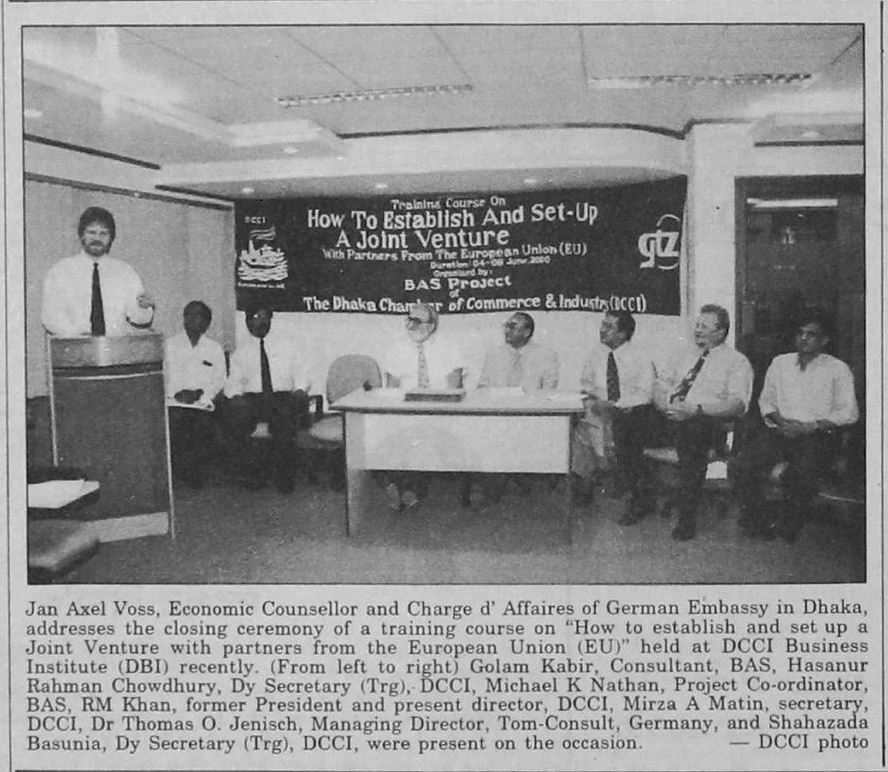 DCCI
Training Course On
How To Establish And Set-Up
A Joint Venture
With Partners From The European Union (EU)
Duration: 04-08 June, 2000
Organised by:
BAS Project
of
The Dhaka Chamber of Commerce & Industry (DCCI)
gtz
Jan Axel Voss, Economic Counsellor and Charge d' Affaires of German Embassy in Dhaka,
addresses the closing ceremony of a training course on "How to establish and set up a
Joint Venture with partners from the European Union (EU)" held at DCCI Business
Institute (DBI) recently. (From left to right) Golam Kabir, Consultant, BAS, Hasanur
Rahman Chowdhury, Dy Secretary (Trg), DCCI, Michael K Nathan, Project Co-ordinator,
BAS, RM Khan, former President and present director, DCCI, Mirza A Matin, secretary,
DCCI, Dr Thomas O. Jenisch, Managing Director, Tom-Consult, Germany, and Shahazada
Basunia, Dy Secretary (Trg), DCCI, were present on the occasion. — DCCI photo